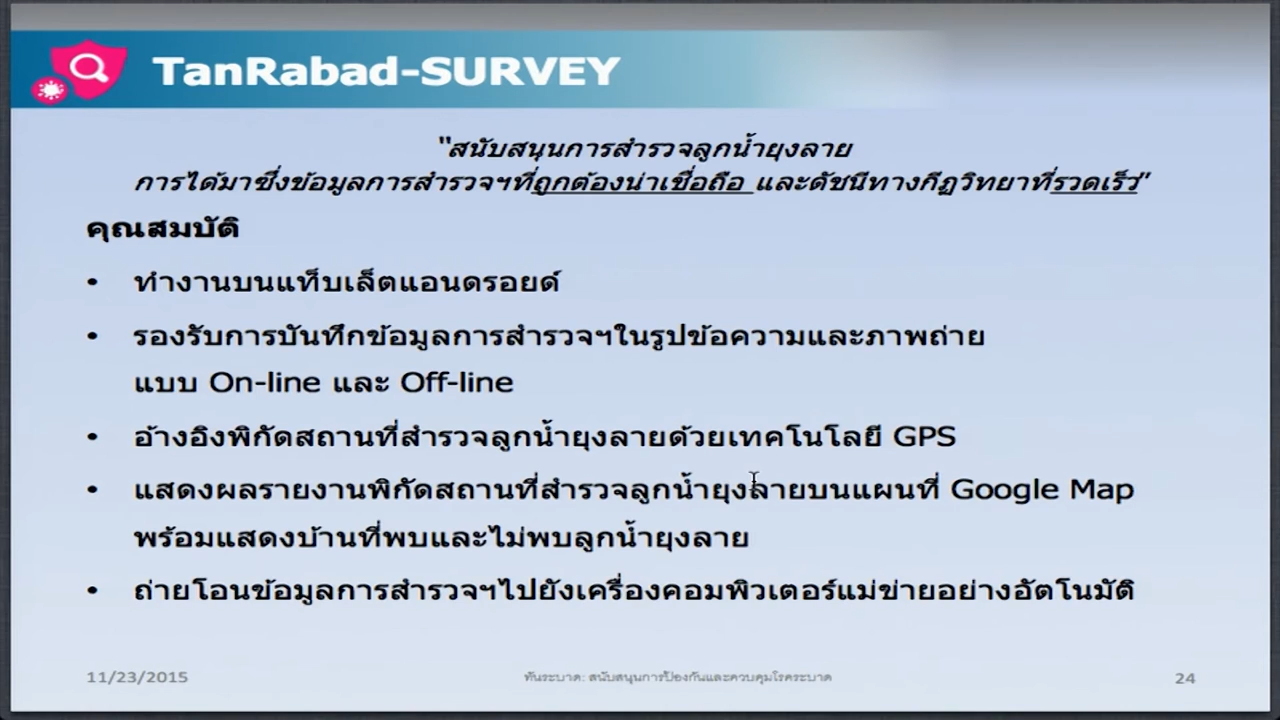 TanRabad-SURVEY
"สนับสนุนการสำรวจลูกน้ำยุงลาย
การได้มาซึ่งข้อมูลการสำรวจฯที่ถูกต้องน่าเชื่อถือ และดัชนีทางกีฏวิทยาที่รวดเร็ว"
คุณสมบัติ
• ทำงานบนแท็บเล็ตแอนดรอยด์
• รองรับการบันทึกข้อมูลการสำรวจฯในรูปข้อความและภาพถ่าย
แบบ On-line และ Off-line
• อ้างอิงพิกัดสถานที่สำรวจลูกน้ำยุงลายด้วยเทคโนโลยี GPS
• แสดงผลรายงานพิกัดสถานที่สำรวจลูกน้ำยุงลายบนแผนที่ Google Map
พร้อมแสดงบ้านที่พบและไม่พบลูกน้ำยุงลาย
• ถ่ายโอนข้อมูลการสำรวจฯไปยังเครื่องคอมพิวเตอร์แม่ข่ายอย่างอัตโนมัติ
11/23/2015
ทันระบาด: สนับสนุนการป้องกันและควบคุมโรคระบาด
24